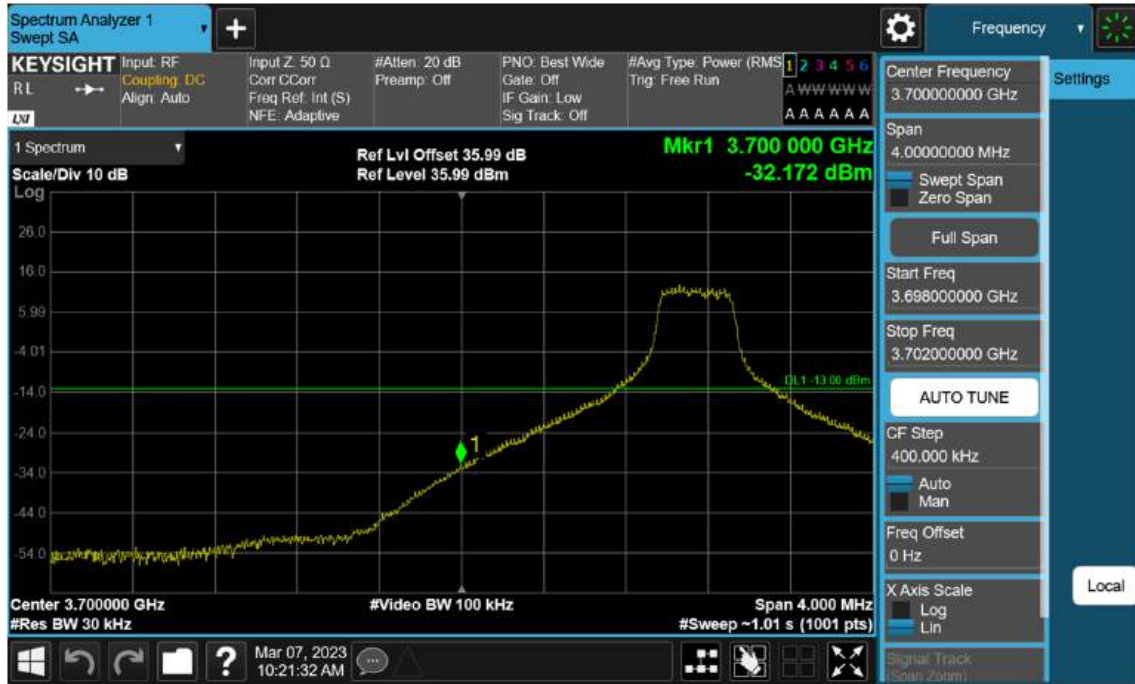 Spectrum Analyzer 1
Swept SA
Frequency
KEYSIGHT
RL
LXI
Input: RF
Coupling: DC
Align: Auto
Input Z: 50 Ω
Corr CCorr
Freq Ref: Int (S)
NFE: Adaptive
#Atten: 20 dB
Preamp: Off
PNO: Best Wide
Gate: Off
IF Gain: Low
Sig Track: Off
#Avg Type: Power (RMS
Trig: Free Run
1 2 3 4 5 6
A W W W W W
A A A A A A
1 Spectrum
Scale/Div 10 dB
Log
Ref Lvl Offset 35.99 dB
Ref Level 35.99 dBm
Mkr1 3.700 000 GHz
-32.172 dBm
26.0
16.0
5.99
-4.01
-14.0
-24.0
-34.0
-44.0
-54.0
DL1 -13.00 dBm
1
Center 3.700000 GHz
#Res BW 30 kHz
#Video BW 100 kHz
Span 4.000 MHz
#Sweep ~1.01 s (1001 pts)
Center Frequency
3.700000000 GHz
Span
4.00000000 MHz
Swept Span
Zero Span
Full Span
Start Freq
3.698000000 GHz
Stop Freq
3.702000000 GHz
AUTO TUNE
CF Step
400.000 kHz
Auto
Man
Freq Offset
0 Hz
X Axis Scale
Log
Lin
Signal Track
(Span Zoom)
Settings
Local
?
Mar 07, 2023
10:21:32 AM